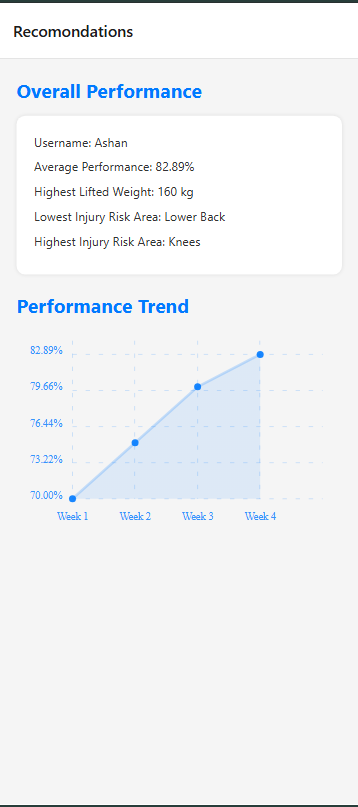 Recomondations
Overall Performance
Username: Ashan
Average Performance: 82.89%
Highest Lifted Weight: 160 kg
Lowest Injury Risk Area: Lower Back
Highest Injury Risk Area: Knees
Performance Trend
82.89%
79.66%
76.44%
73.22%
70.00%
Week 1 Week 2 Week 3 Week 4